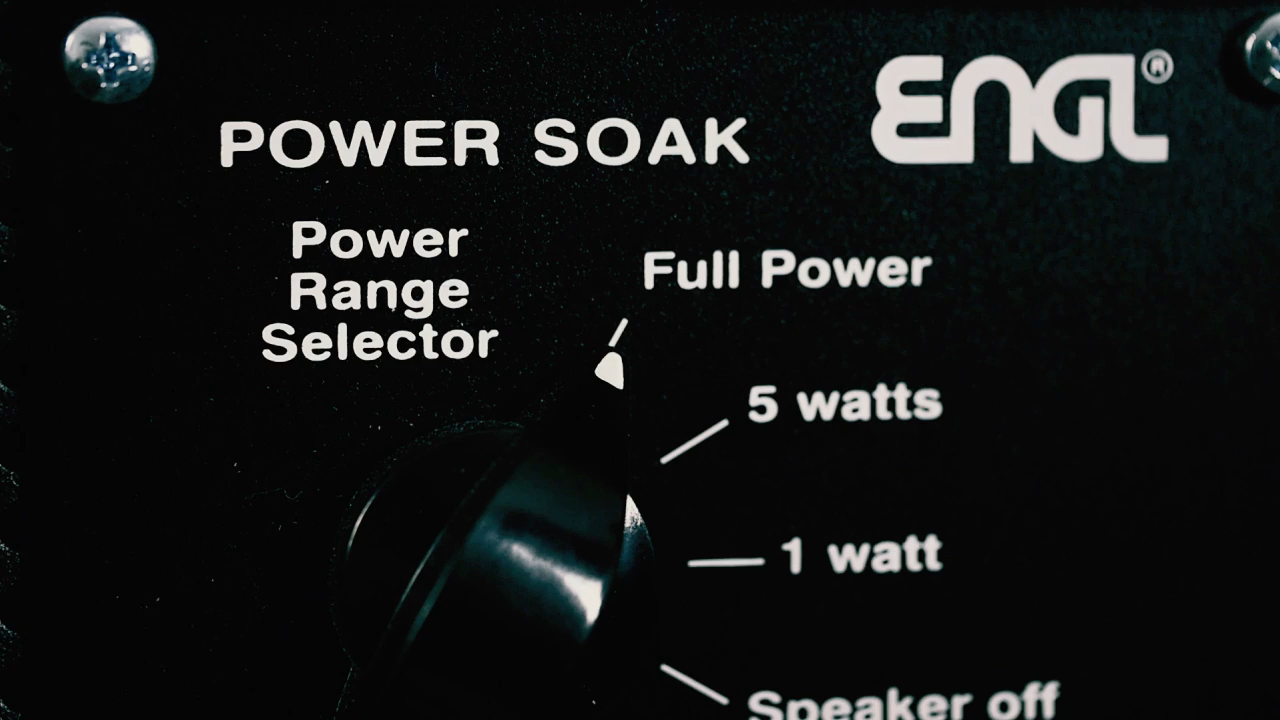 ENGL®
POWER SOAK
Power
Range
Selector
Full Power
5 watts
1 watt
Speaker off